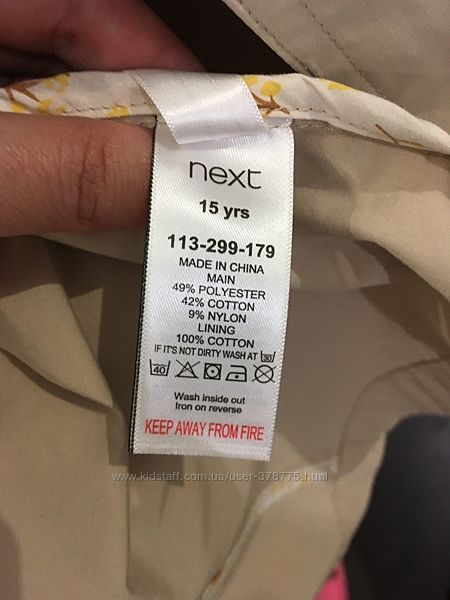 next
15 yrs
113-299-179
MADE IN CHINA
MAIN
49% POLYESTER
42% COTTON
9% NYLON
LINING
100% COTTON
IF IT'S NOT DIRTY WASH AT 30
40
Wash inside out
Iron on reverse
KEEP AWAY FROM FIRE
www.kidstaff.com.ua/user-378775.html